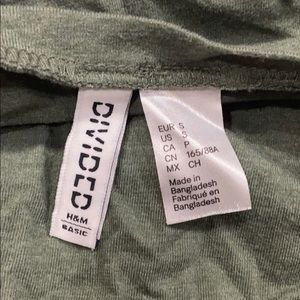 DIVIDED
H&M
BASIC
EUR S
US S
CA P
CN 165/88A
MX CH
Made in
Bangladesh
Fabriqué en
Bangladesh